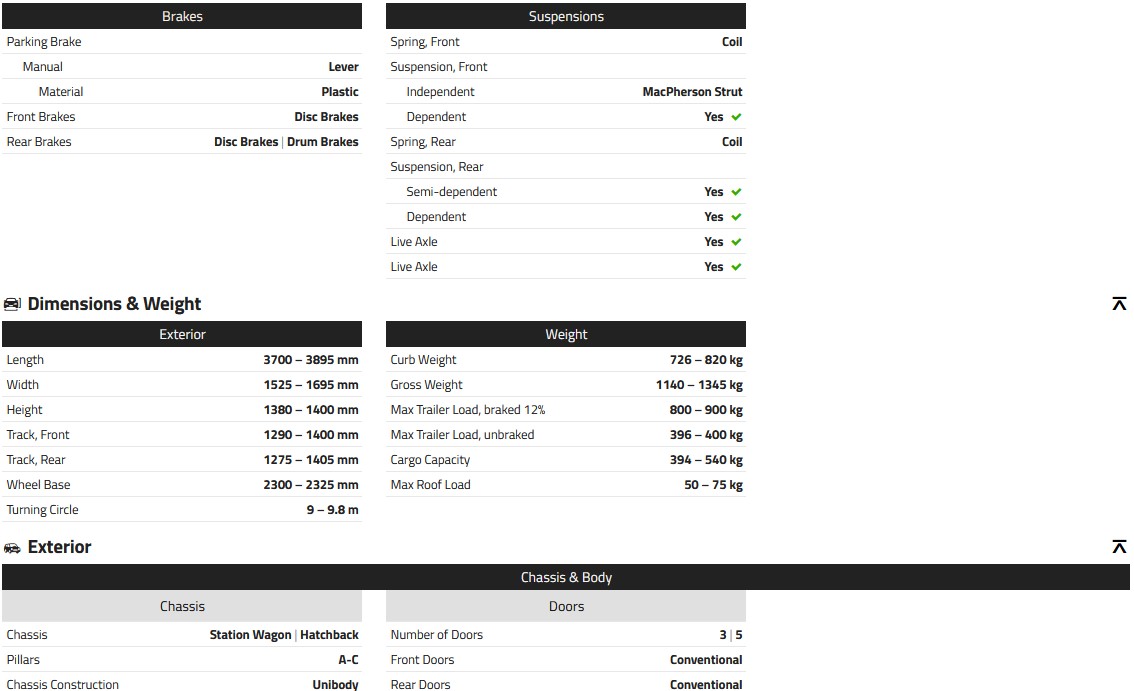 Brakes
Parking Brake
Manual Lever
Material Plastic
Front Brakes Disc Brakes
Rear Brakes Disc Brakes | Drum Brakes
Suspensions
Spring, Front Coil
Suspension, Front
Independent MacPherson Strut
Dependent Yes
Spring, Rear Coil
Suspension, Rear
Semi-dependent Yes
Dependent Yes
Live Axle Yes
Live Axle Yes
Dimensions & Weight
Exterior
Length 3700 – 3895 mm
Width 1525 – 1695 mm
Height 1380 – 1400 mm
Track, Front 1290 – 1400 mm
Track, Rear 1275 – 1405 mm
Wheel Base 2300 – 2325 mm
Turning Circle 9 – 9.8 m
Weight
Curb Weight 726 – 820 kg
Gross Weight 1140 – 1345 kg
Max Trailer Load, braked 12% 800 – 900 kg
Max Trailer Load, unbraked 396 – 400 kg
Cargo Capacity 394 – 540 kg
Max Roof Load 50 – 75 kg
Exterior
Chassis & Body
Chassis
Chassis Station Wagon | Hatchback
Pillars A-C
Chassis Construction Unibody
Doors
Number of Doors 3 | 5
Front Doors Conventional
Rear Doors Conventional